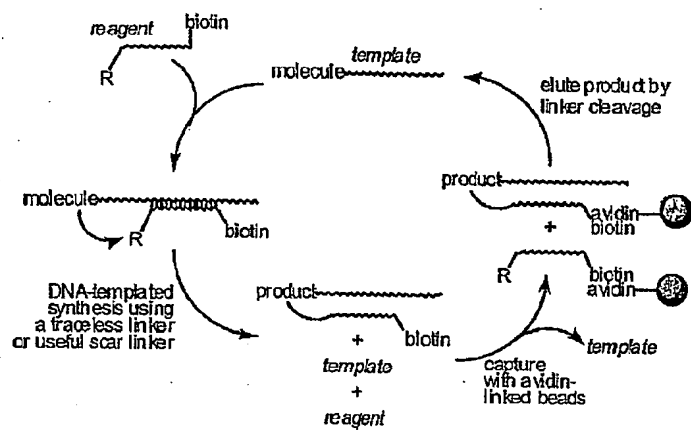 biotin
reagent
R
template
molecule
elute product by
linker cleavage
product
avidin
biotin
+
R
biotin
avidin
molecule
R
biotin
DNA-templated
synthesis using
a traceless linker
or useful scar linker
product
biotin
+
template
+
reagent
template
capture
with avidin-
linked beads